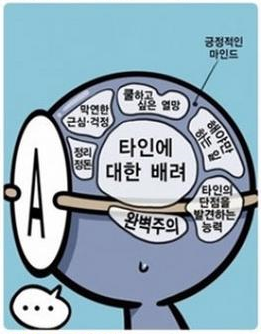 긍정적인
마인드
쿨하고
싶은 열망
막연한
근심·걱정
해야만
하는 일
정리
정돈
타인에
대한 배려
타인의
단점을
발견하는
능력
완벽주의
A
...